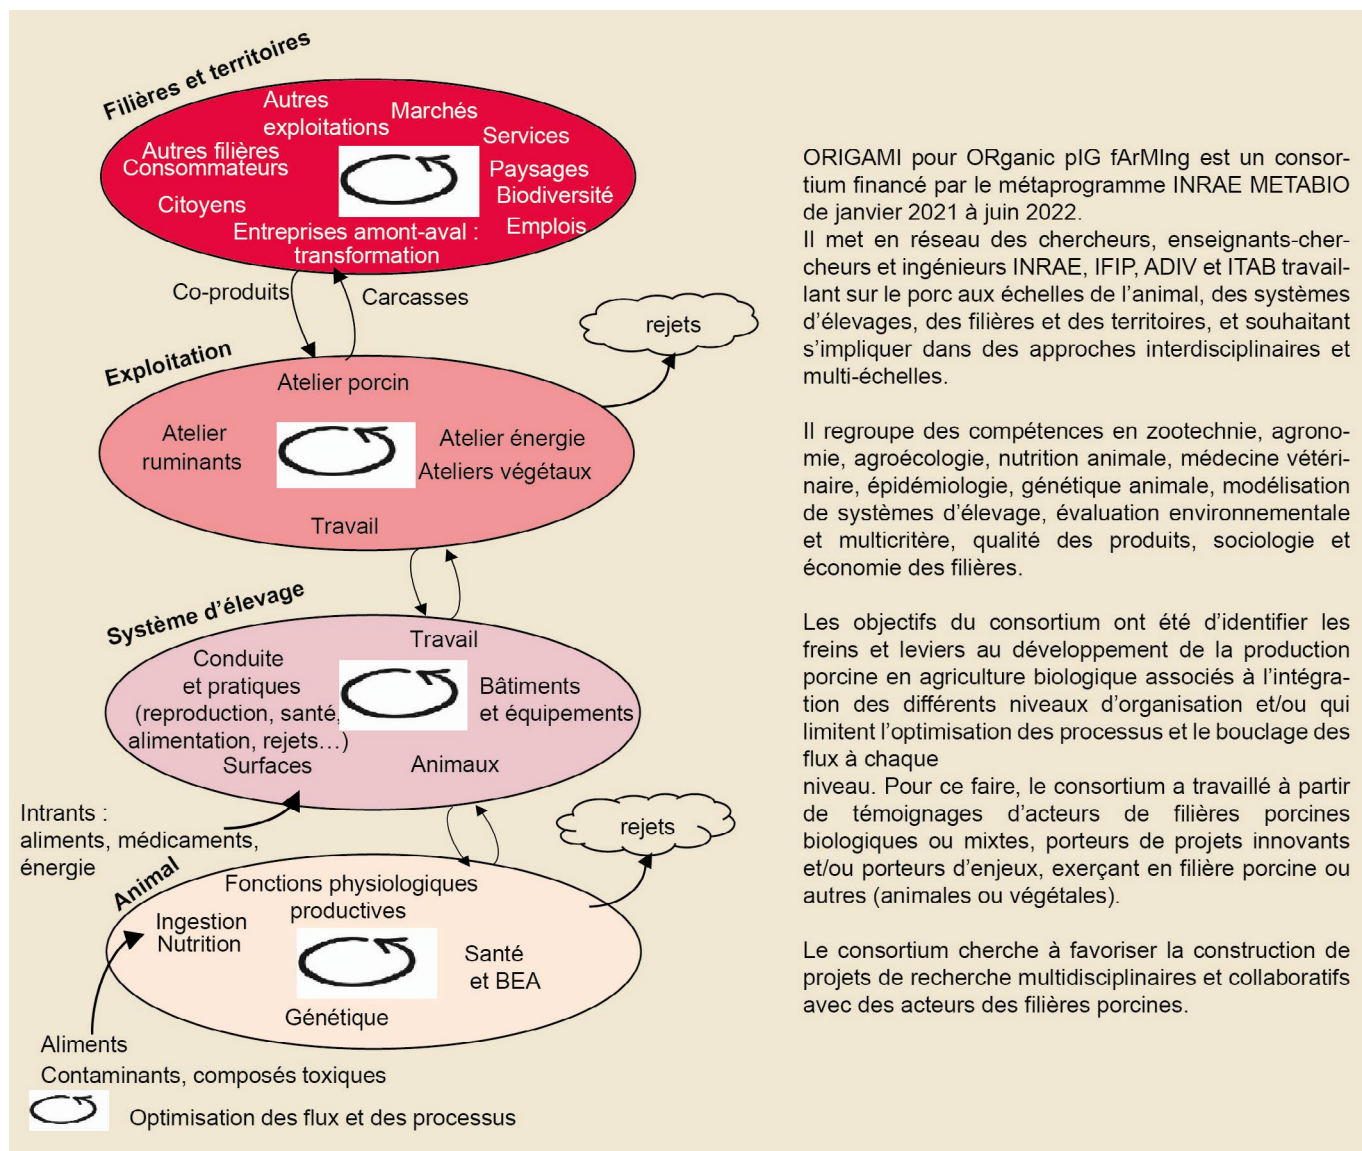 Filières et territoires
Autres
exploitations
Marchés
Services
Autres filières
Consommateurs
Paysages
Biodiversité
Citoyens
Emplois
Entreprises amont-aval :
transformation
Co-produits
Carcasses
rejets
Exploitation
Atelier porcin
Atelier
ruminants
Atelier énergie
Ateliers végétaux
Travail
Système d'élevage
Travail
Conduite
et pratiques
(reproduction, santé,
alimentation, rejets…)
Bâtiments
et équipements
Surfaces
Animaux
Intrants :
aliments, médicaments,
énergie
rejets
Animal
Fonctions physiologiques
productives
Ingestion
Nutrition
Santé
et BEA
Génétique
Aliments
Contaminants, composés toxiques
Optimisation des flux et des processus
ORIGAMI pour ORganic pIG fArMIng est un consor-
tium financé par le métaprogramme INRAE METABIO
de janvier 2021 à juin 2022.
Il met en réseau des chercheurs, enseignants-cher-
cheurs et ingénieurs INRAE, IFIP, ADIV et ITAB travail-
lant sur le porc aux échelles de l'animal, des systèmes
d'élevages, des filières et des territoires, et souhaitant
s'impliquer dans des approches interdisciplinaires et
multi-échelles.
Il regroupe des compétences en zootechnie, agrono-
mie, agroécologie, nutrition animale, médecine vétéri-
naire, épidémiologie, génétique animale, modélisation
de systèmes d'élevage, évaluation environnementale
et multicritère, qualité des produits, sociologie et
économie des filières.
Les objectifs du consortium ont été d'identifier les
freins et leviers au développement de la production
porcine en agriculture biologique associés à l'intégra-
tion des différents niveaux d'organisation et/ou qui
limitent l'optimisation des processus et le bouclage des
flux à chaque
niveau. Pour ce faire, le consortium a travaillé à partir
de témoignages d'acteurs de filières porcines
biologiques ou mixtes, porteurs de projets innovants
et/ou porteurs d'enjeux, exerçant en filière porcine ou
autres (animales ou végétales).
Le consortium cherche à favoriser la construction de
projets de recherche multidisciplinaires et collaboratifs
avec des acteurs des filières porcines.